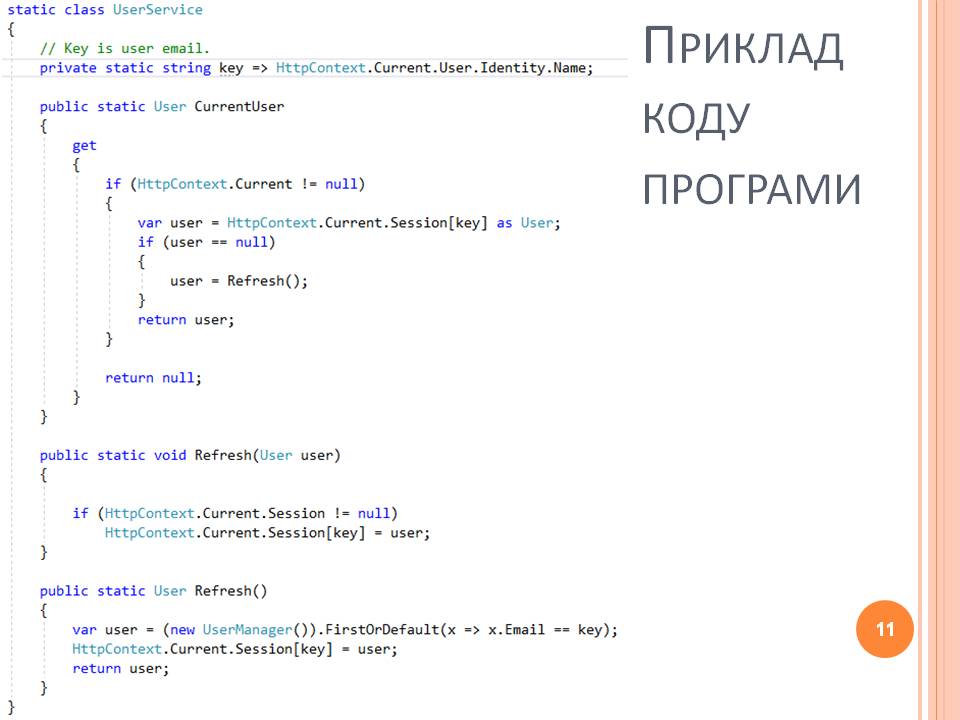 static class UserService
{
    // Key is user email.
    private static string key => HttpContext.Current.User.Identity.Name;

    public static User CurrentUser
    {
        get
        {
            if (HttpContext.Current != null)
            {
                var user = HttpContext.Current.Session[key] as User;
                if (user == null)
                {
                    user = Refresh();
                }
                return user;
            }

            return null;
        }
    }

    public static void Refresh(User user)
    {

        if (HttpContext.Current.Session != null)
            HttpContext.Current.Session[key] = user;
    }

    public static User Refresh()
    {
        var user = (new UserManager()).FirstOrDefault(x => x.Email == key);
        HttpContext.Current.Session[key] = user;
        return user;
    }
}
ПРИКЛАД
КОДУ
ПРОГРАМИ
11